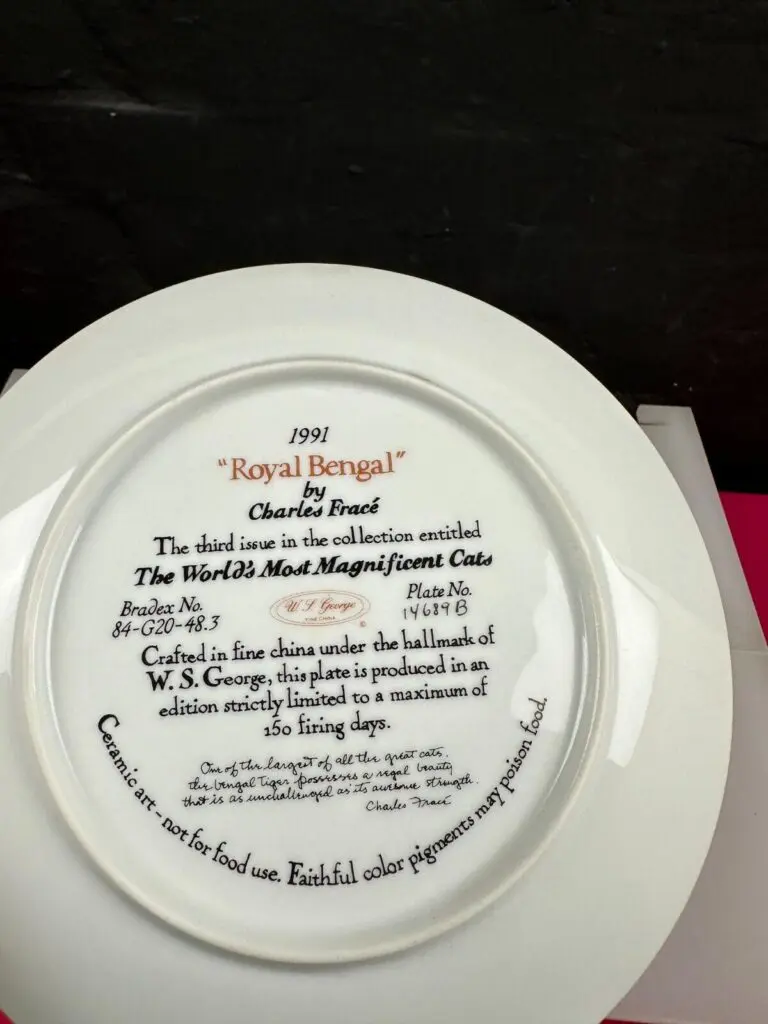 1991
"Royal Bengal"
by
Charles Fracé
The third issue in the collection entitled
The World's Most Magnificent Cats
Bradex No.
84-G20-48.3
W. S. George
FINE CHINA
©
Plate No.
14689B
Crafted in fine china under the hallmark of
W. S. George, this plate is produced in an
edition strictly limited to a maximum of
150 firing days.
One of the largest of all the great cats,
the bengal tiger possesses a regal beauty
that is as unchallenged as its awesome strength.
Charles Fracé
Ceramic art - not for food use. Faithful color pigments may poison food.